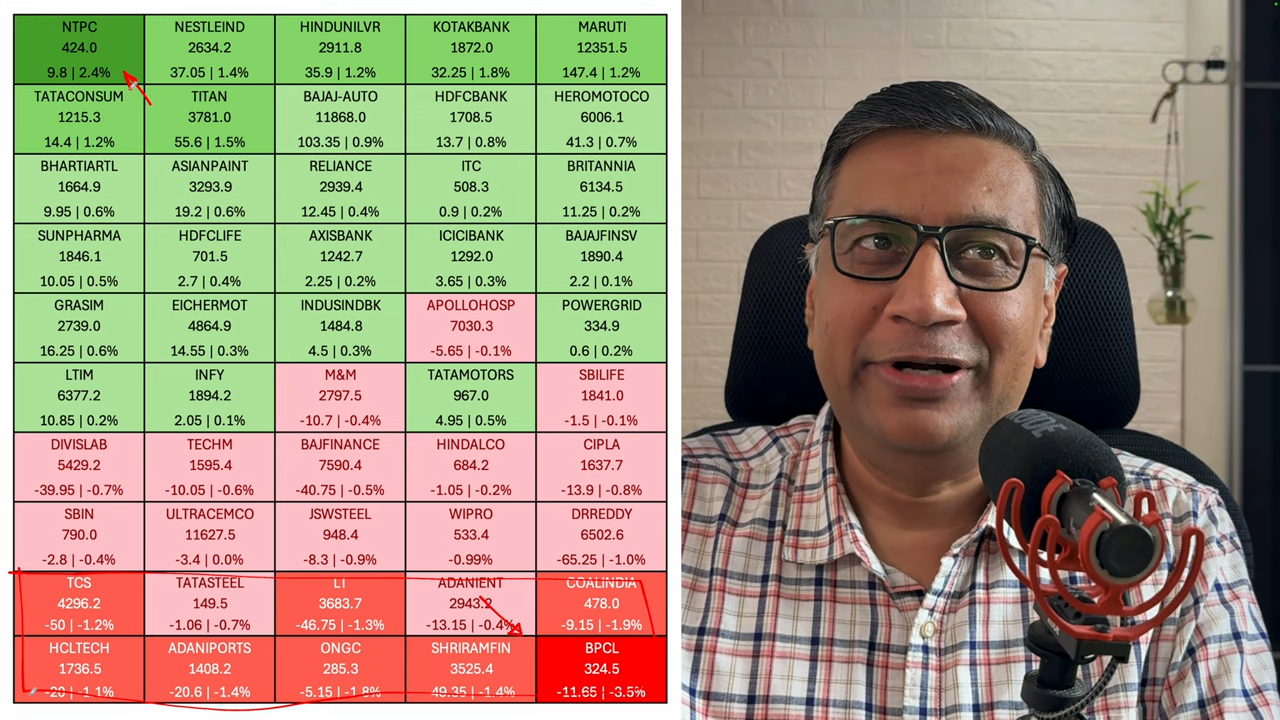 NTPC NESTLEIND HINDUNILVR KOTAKBANK MARUTI
424.0 2634.2 2911.8 1872.0 12351.5
9.8 | 2.4% 37.05 | 1.4% 35.9 | 1.2% 32.25 | 1.8% 147.4 | 1.2%
TATACONSUM TITAN BAJAJ-AUTO HDFCBANK HEROMOTOCO
1215.3 3781.0 11868.0 1708.5 6006.1
14.4 | 1.2% 55.6 | 1.5% 103.35 | 0.9% 13.7 | 0.8% 41.3 | 0.7%
BHARTIARTL ASIANPAINT RELIANCE ITC BRITANNIA
1664.9 3293.9 2939.4 508.3 6134.5
9.95 | 0.6% 19.2 | 0.6% 12.45 | 0.4% 0.9 | 0.2% 11.25 | 0.2%
SUNPHARMA HDFCLIFE AXISBANK ICICIBANK BAJAJFINSV
1846.1 701.5 1242.7 1292.0 1890.4
10.05 | 0.5% 2.7 | 0.4% 2.25 | 0.2% 3.65 | 0.3% 2.2 | 0.1%
GRASIM EICHERMOT INDUSINDBK APOLLOHOSP POWERGRID
2739.0 4864.9 1484.8 7030.3 334.9
16.25 | 0.6% 14.55 | 0.3% 4.5 | 0.3% -5.65 | -0.1% 0.6 | 0.2%
LTIM INFY M&M TATAMOTORS SBILIFE
6377.2 1894.2 2797.5 967.0 1841.0
10.85 | 0.2% 2.05 | 0.1% -10.7 | -0.4% 4.95 | 0.5% -1.5 | -0.1%
DIVISLAB TECHM BAJFINANCE HINDALCO CIPLA
5429.2 1595.4 7590.4 684.2 1637.7
-39.95 | -0.7% -10.05 | -0.6% -40.75 | -0.5% -1.05 | -0.2% -13.9 | -0.8%
SBIN ULTRACEMCO JSWSTEEL WIPRO DRREDDY
790.0 11627.5 948.4 533.4 6502.6
-2.8 | -0.4% -3.4 | 0.0% -8.3 | -0.9% -0.99% -65.25 | -1.0%
TCS TATASTEEL LT ADANIENT COALINDIA
4296.2 149.5 3683.7 2943.2 478.0
-50 | -1.2% -1.06 | -0.7% -46.75 | -1.3% -13.15 | -0.4% -9.15 | -1.9%
HCLTECH ADANIPORTS ONGC SHRIRAMFIN BPCL
1736.5 1408.2 285.3 3525.4 324.5
-20 | -1.1% -20.6 | -1.4% -5.15 | -1.8% 49.35 | -1.4% -11.65 | -3.5%